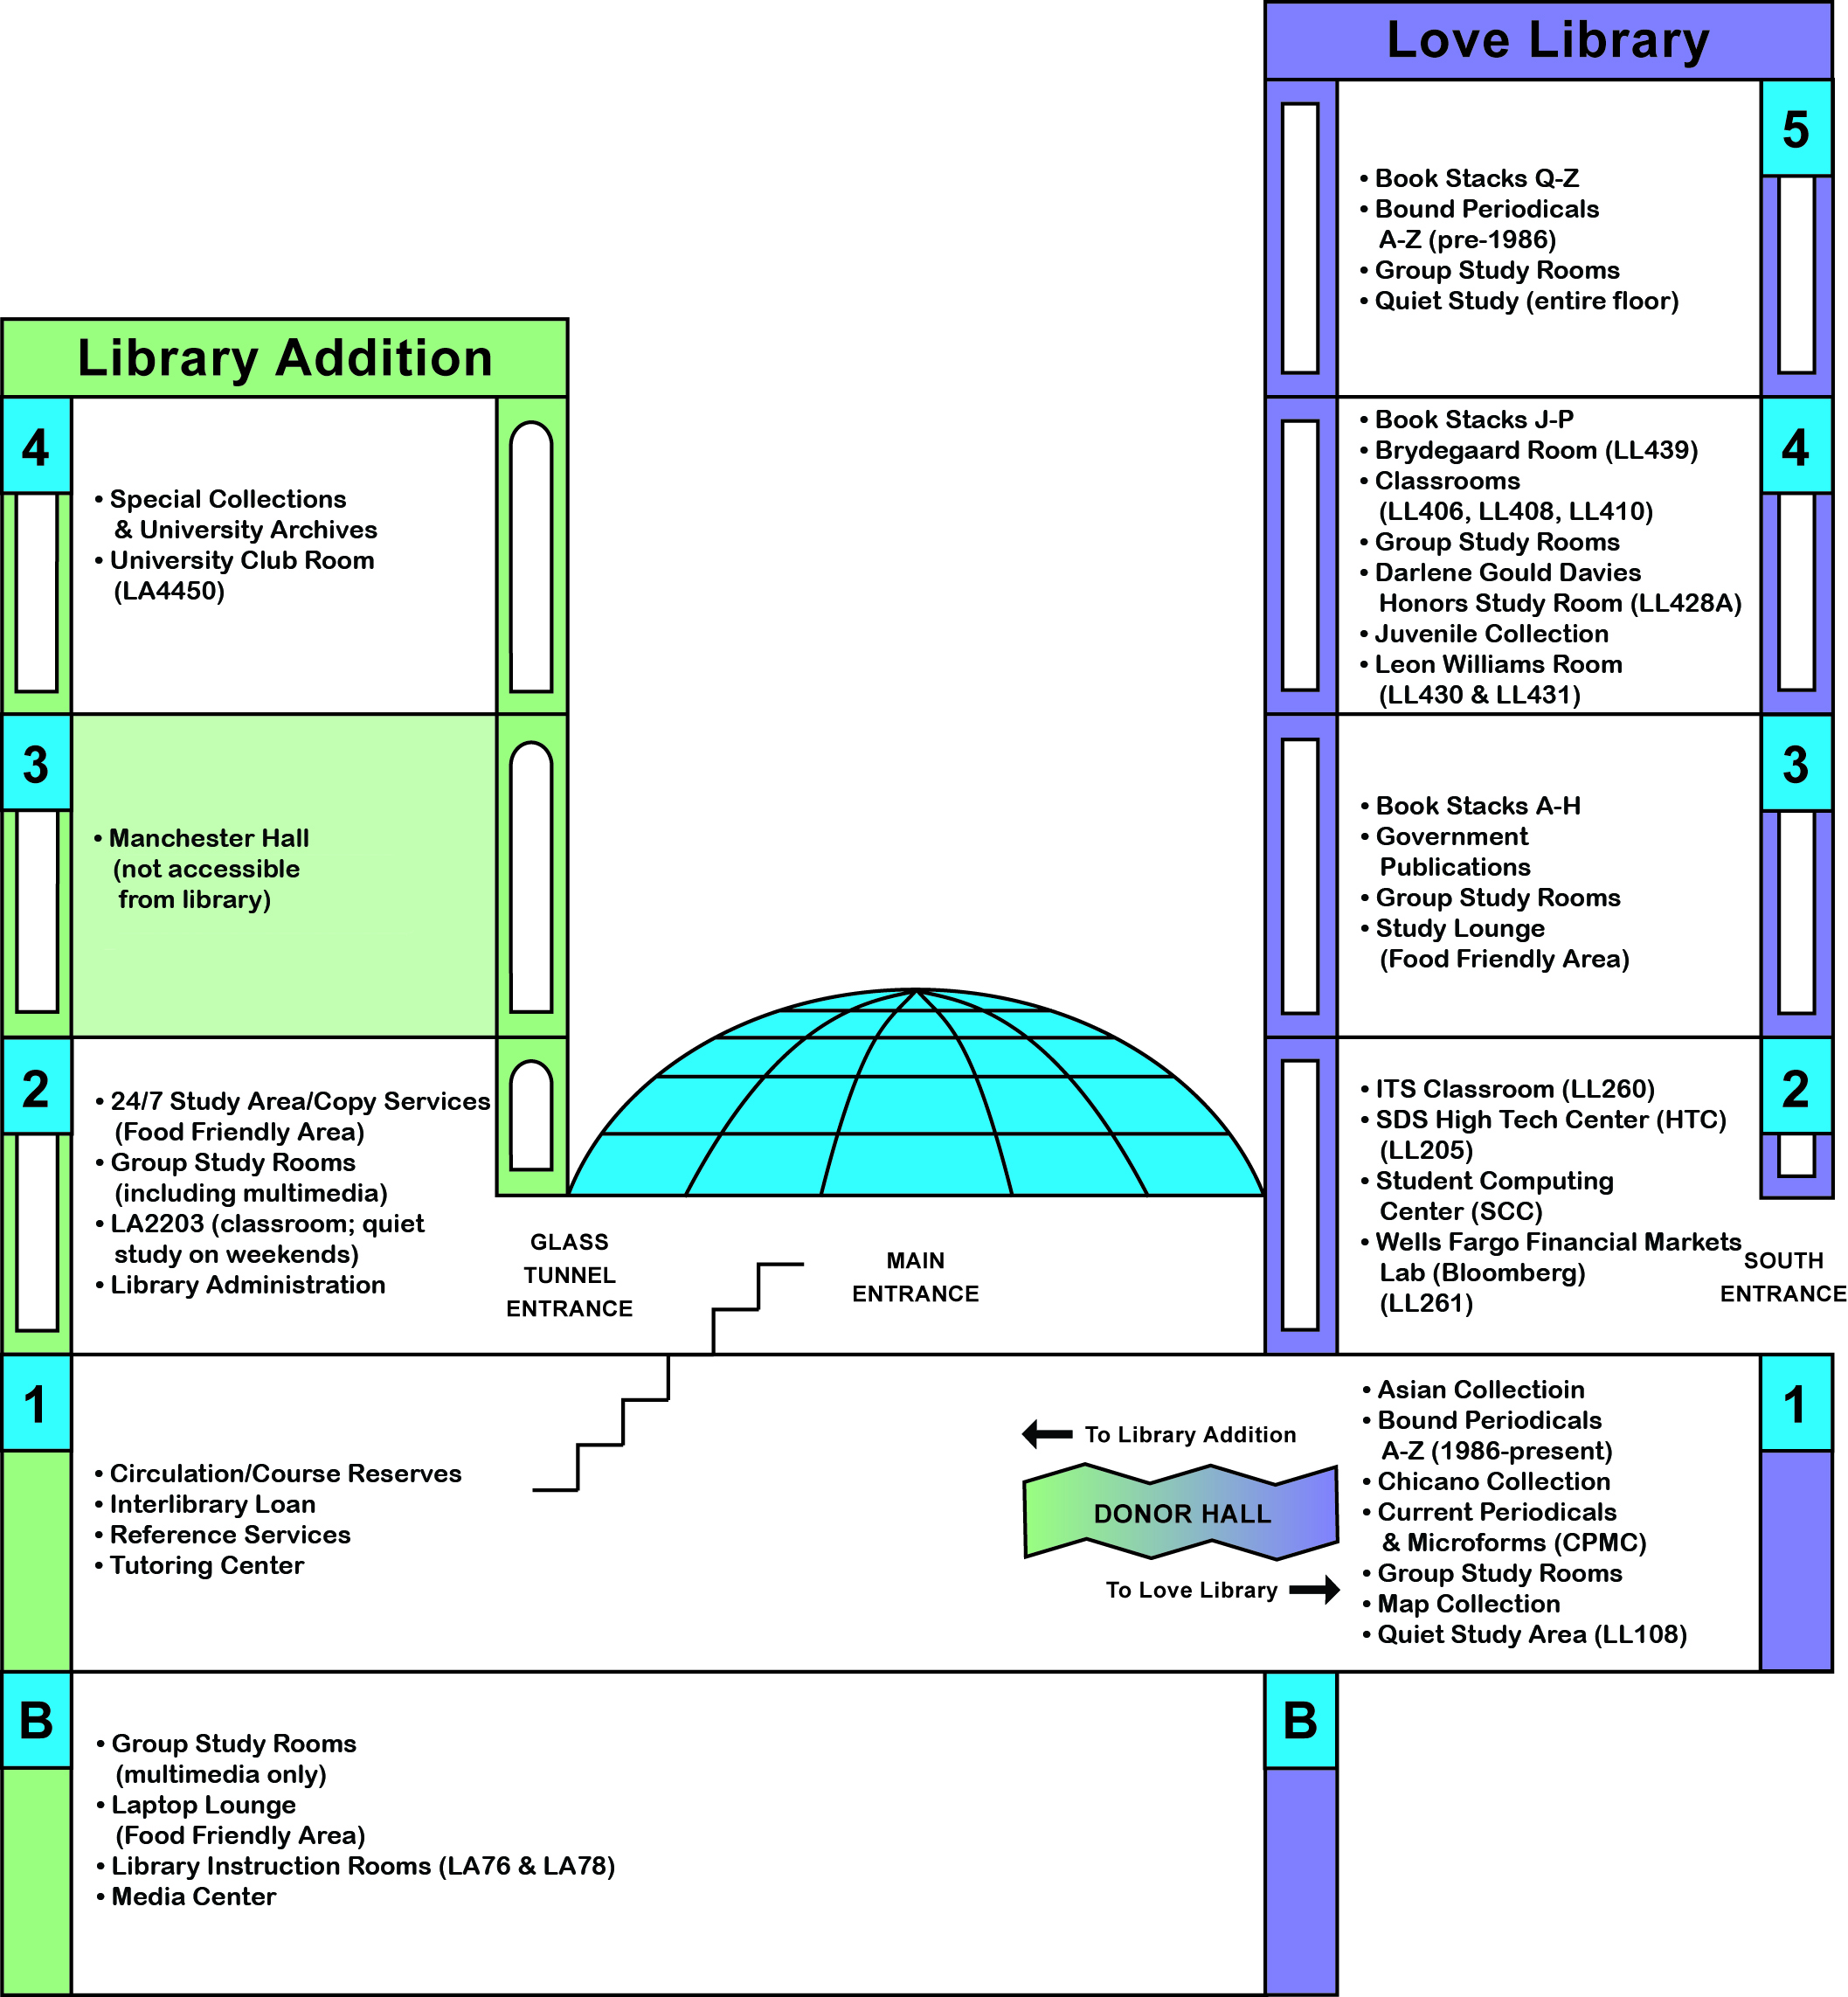 Love Library
5
• Book Stacks Q-Z
• Bound Periodicals
A-Z (pre-1986)
• Group Study Rooms
• Quiet Study (entire floor)
Library Addition
4
• Special Collections
& University Archives
• University Club Room
(LA4450)
4
• Book Stacks J-P
• Brydegaard Room (LL439)
• Classrooms
(LL406, LL408, LL410)
• Group Study Rooms
• Darlene Gould Davies
Honors Study Room (LL428A)
• Juvenile Collection
• Leon Williams Room
(LL430 & LL431)
3
• Manchester Hall
(not accessible
from library)
3
• Book Stacks A-H
• Government
Publications
• Group Study Rooms
• Study Lounge
(Food Friendly Area)
2
• 24/7 Study Area/Copy Services
(Food Friendly Area)
• Group Study Rooms
(including multimedia)
• LA2203 (classroom; quiet
study on weekends)
• Library Administration
GLASS
TUNNEL
ENTRANCE
MAIN
ENTRANCE
2
• ITS Classroom (LL260)
• SDS High Tech Center (HTC)
(LL205)
• Student Computing
Center (SCC)
• Wells Fargo Financial Markets
Lab (Bloomberg)
(LL261)
SOUTH
ENTRANCE
1
• Circulation/Course Reserves
• Interlibrary Loan
• Reference Services
• Tutoring Center
To Library Addition
DONOR HALL
To Love Library
1
• Asian Collectioin
• Bound Periodicals
A-Z (1986-present)
• Chicano Collection
• Current Periodicals
& Microforms (CPMC)
• Group Study Rooms
• Map Collection
• Quiet Study Area (LL108)
B
• Group Study Rooms
(multimedia only)
• Laptop Lounge
(Food Friendly Area)
• Library Instruction Rooms (LA76 & LA78)
• Media Center
B